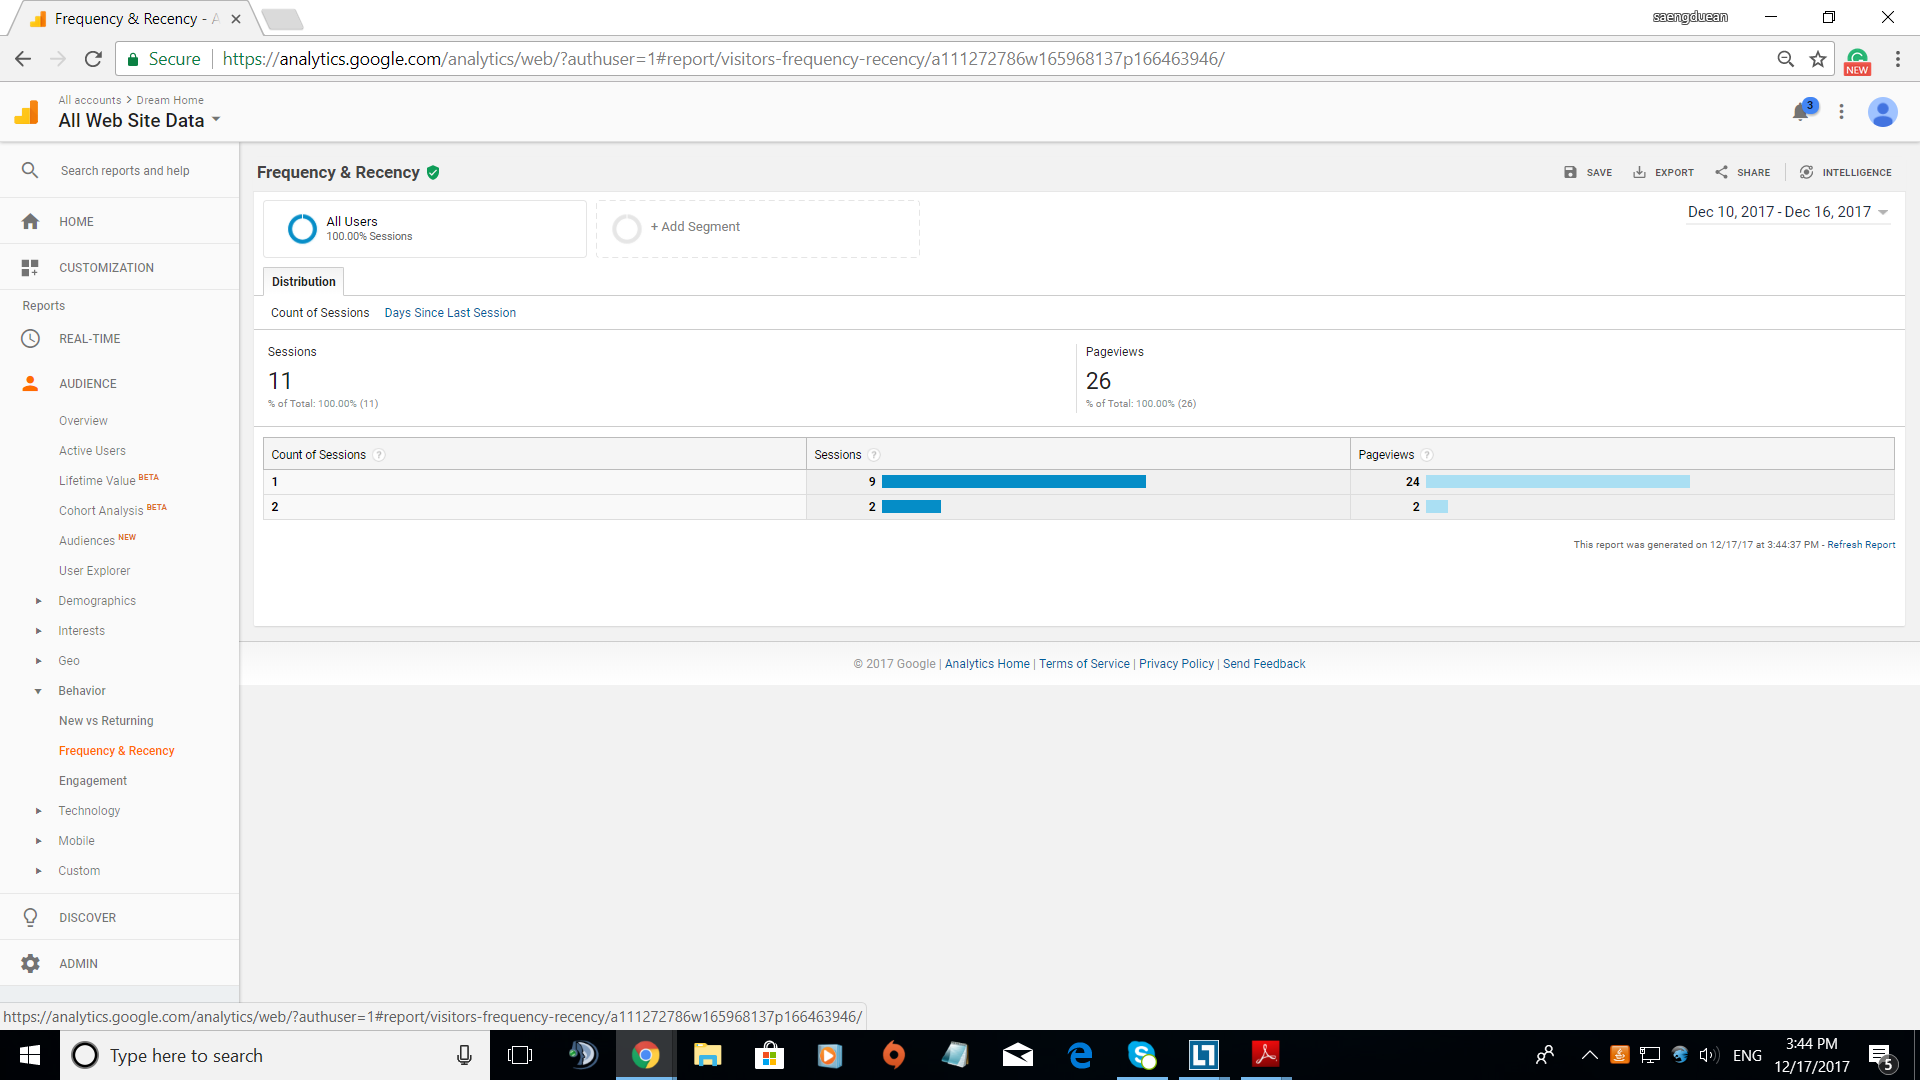 Frequency & Recency - A
saengduean
Secure
https://analytics.google.com/analytics/web/?authuser=1#report/visitors-frequency-recency/a111272786w165968137p166463946/
NEW
All accounts > Dream Home
All Web Site Data
3
Search reports and help
HOME
CUSTOMIZATION
Reports
REAL-TIME
AUDIENCE
Overview
Active Users
Lifetime Value BETA
Cohort Analysis BETA
Audiences NEW
User Explorer
Demographics
Interests
Geo
Behavior
New vs Returning
Frequency & Recency
Engagement
Technology
Mobile
Custom
DISCOVER
ADMIN
Frequency & Recency
SAVE EXPORT SHARE INTELLIGENCE
All Users
100.00% Sessions
+ Add Segment
Dec 10, 2017 - Dec 16, 2017
Distribution
Count of Sessions Days Since Last Session
Sessions
11
% of Total: 100.00% (11)
Pageviews
26
% of Total: 100.00% (26)
Count of Sessions ? Sessions ? Pageviews ?
1 9 24
2 2 2
This report was generated on 12/17/17 at 3:44:37 PM - Refresh Report
© 2017 Google | Analytics Home | Terms of Service | Privacy Policy | Send Feedback
https://analytics.google.com/analytics/web/?authuser=1#report/visitors-frequency-recency/a111272786w165968137p166463946/
Type here to search
ENG
3:44 PM
12/17/2017
5